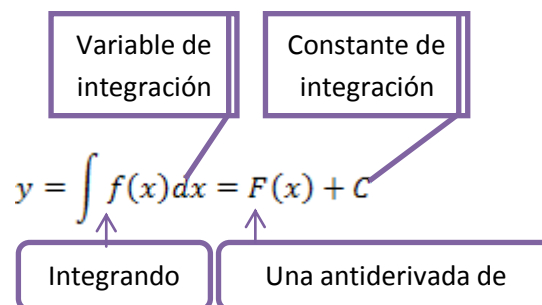 Variable de
integración
Constante de
integración
y = ∫ f(x)dx = F(x) + C
Integrando
Una antiderivada de